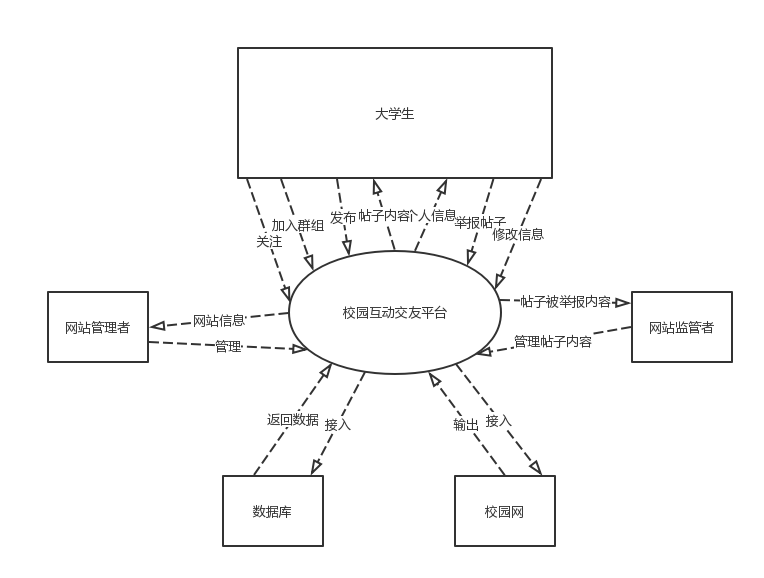 大学生
加入群组
关注
发布
帖子内容
个人信息
举报帖子
修改信息
校园互动交友平台
网站管理者
网站信息
管理
帖子被举报内容
管理帖子内容
网站监管者
返回数据
接入
输出
接入
数据库
校园网